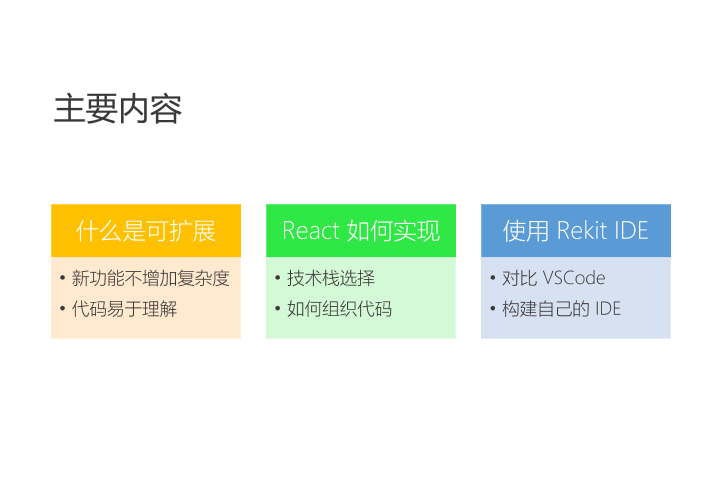 主要内容
什么是可扩展
• 新功能不增加复杂度
• 代码易于理解
React 如何实现
• 技术栈选择
• 如何组织代码
使用 Rekit IDE
• 对比 VSCode
• 构建自己的 IDE